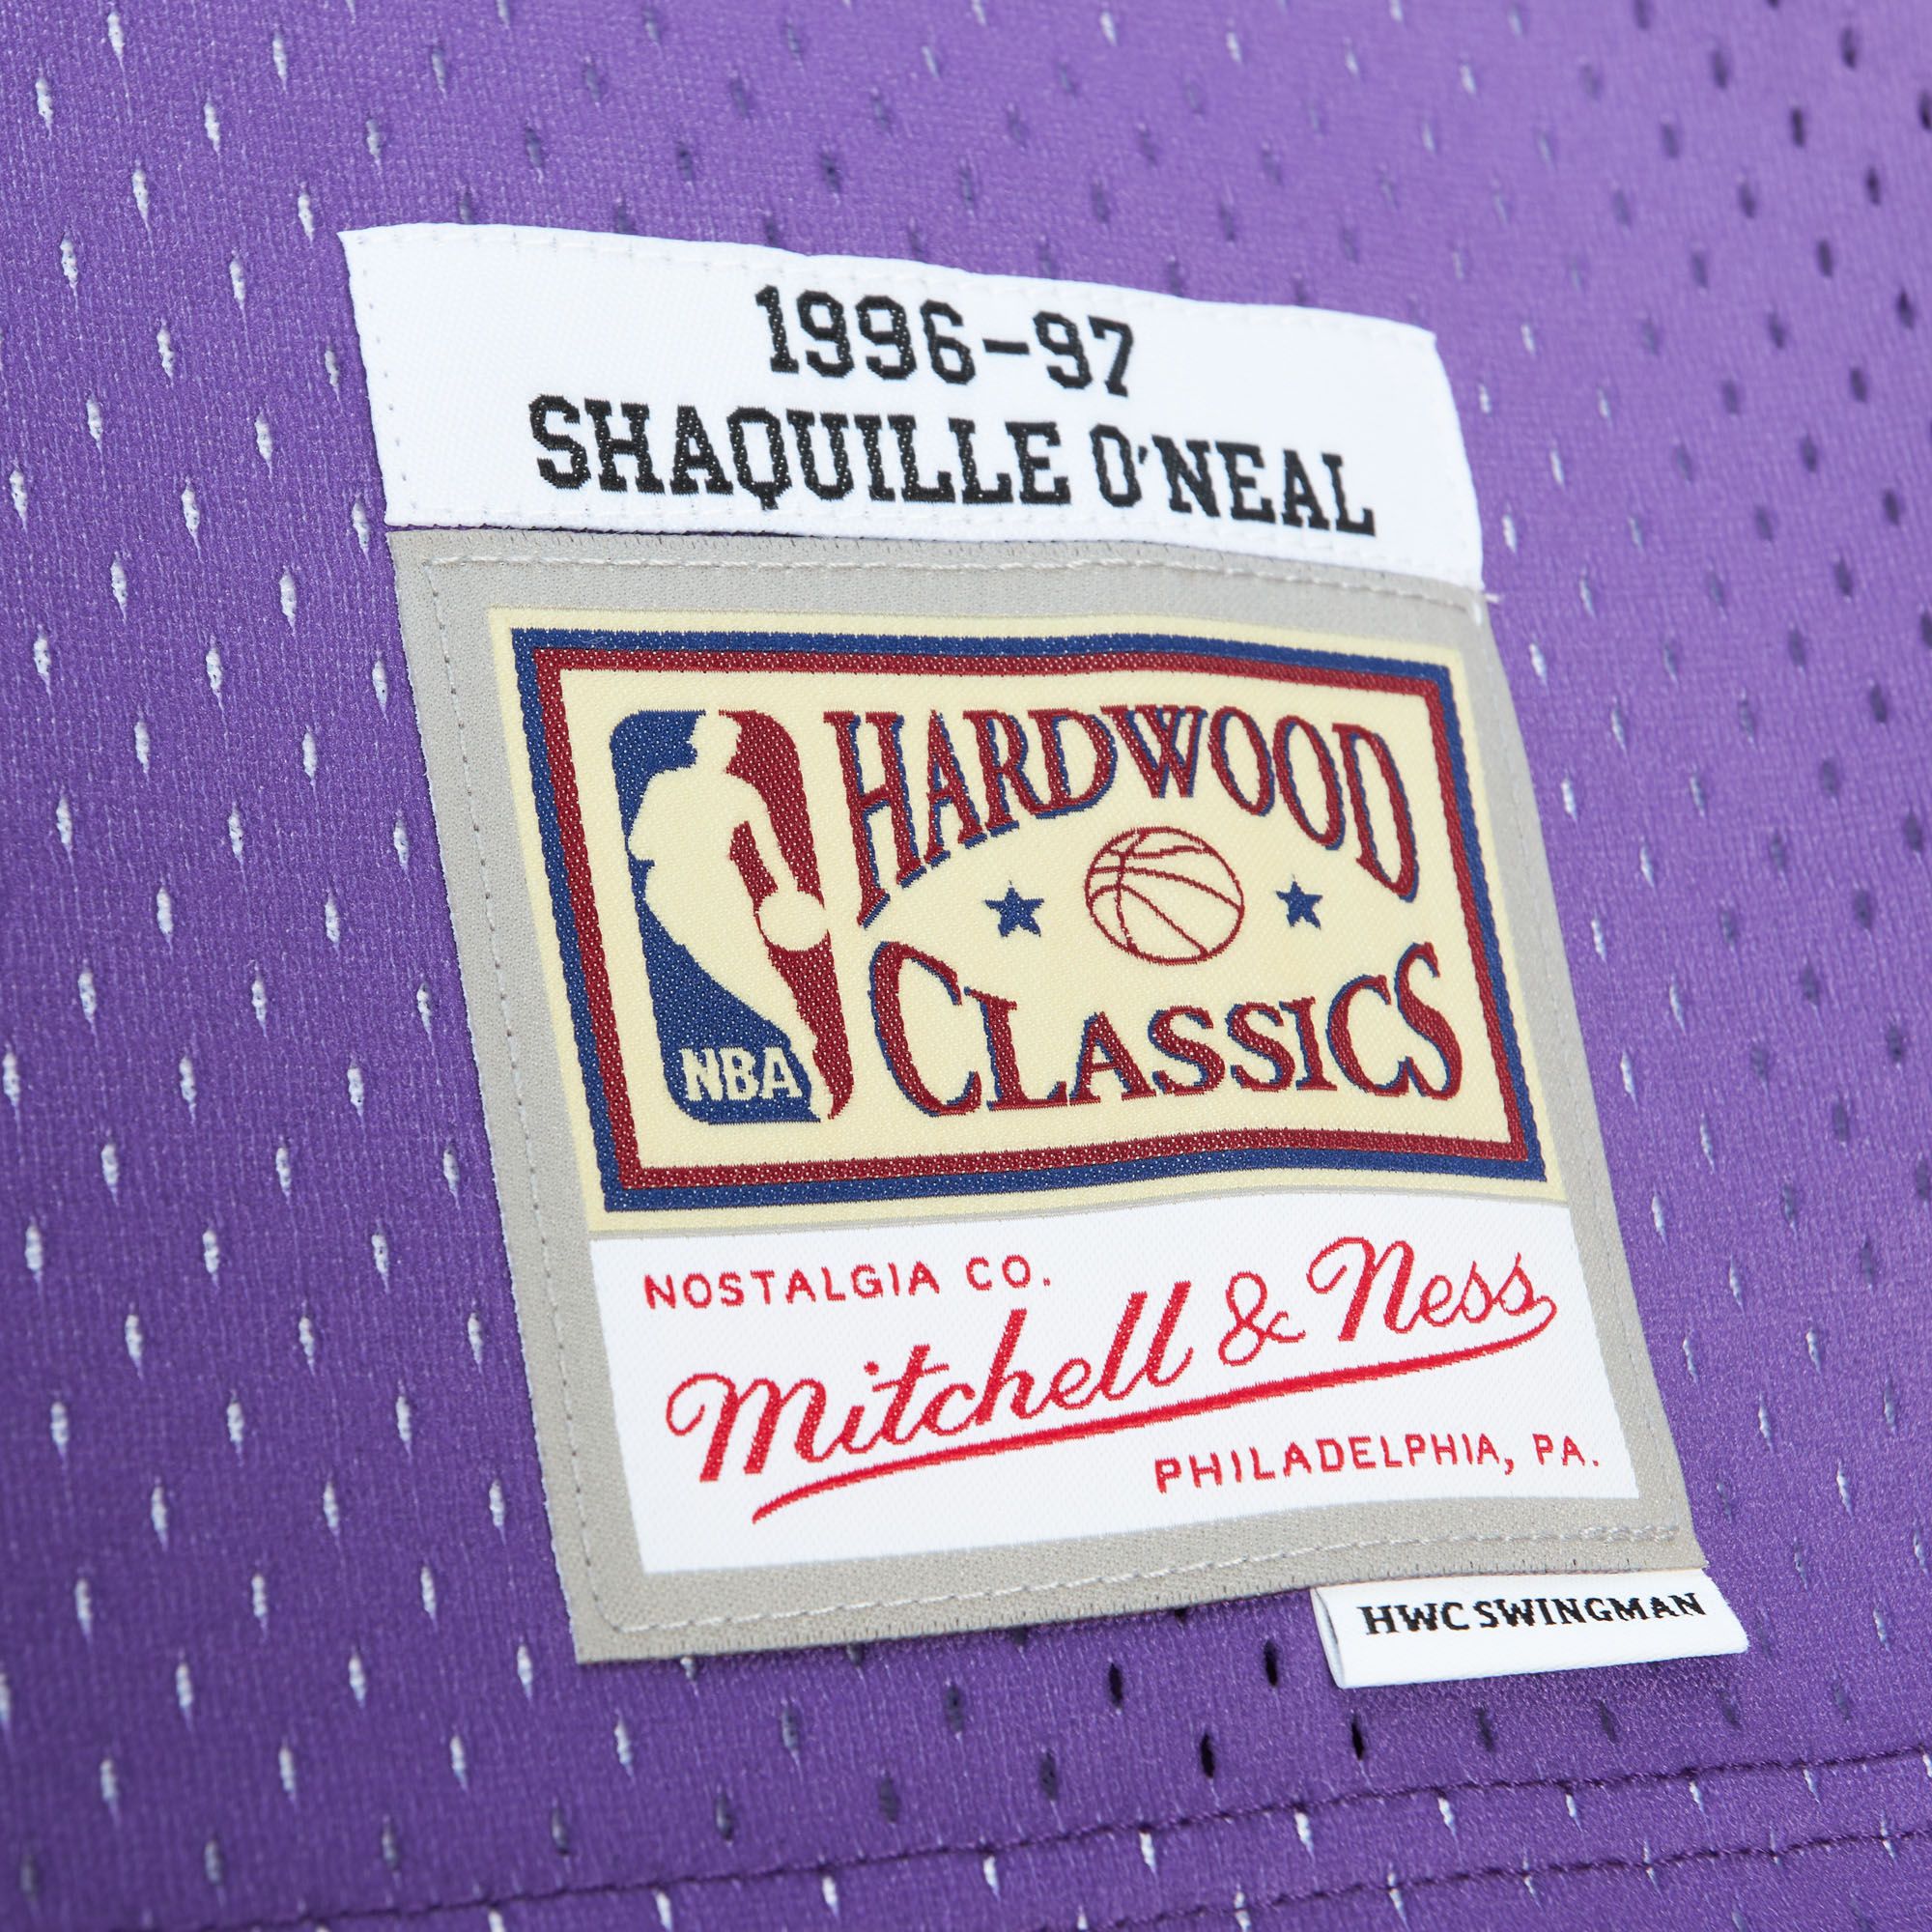 1996-97
SHAQUILLE O'NEAL
HARDWOOD
CLASSICS
NBA
NOSTALGIA CO.
Mitchell & Ness
PHILADELPHIA, PA.
HWC SWINGMAN